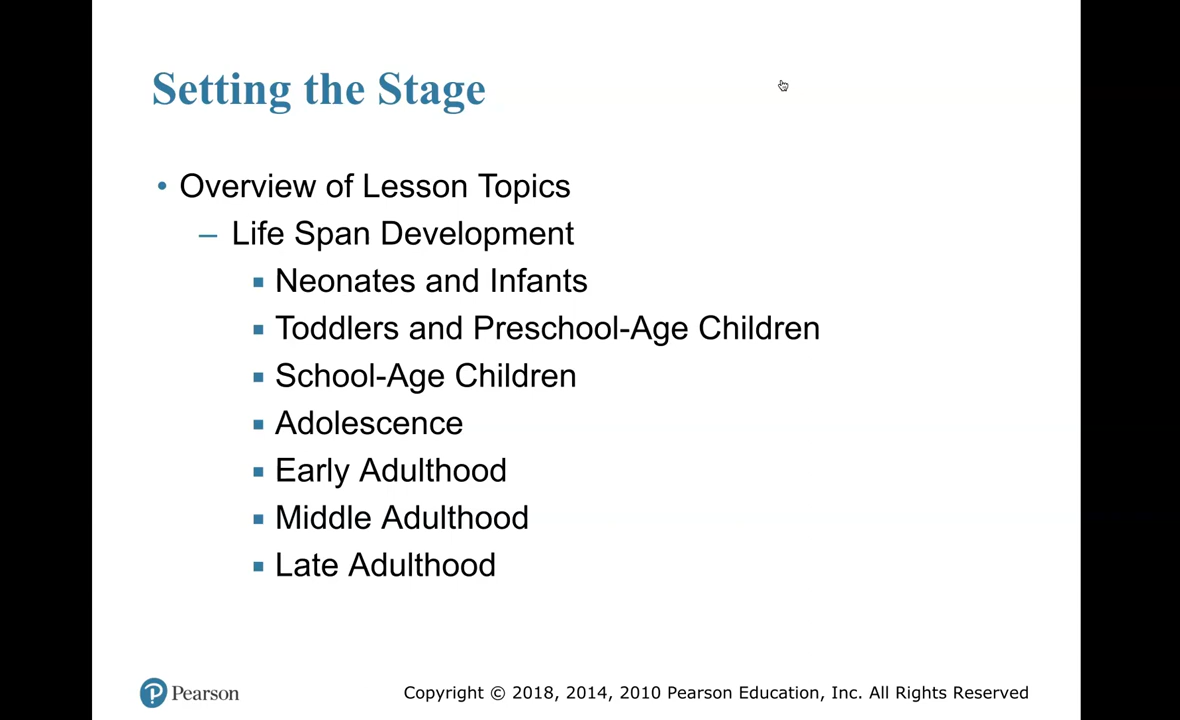 Setting the Stage
• Overview of Lesson Topics
– Life Span Development
▪ Neonates and Infants
▪ Toddlers and Preschool-Age Children
▪ School-Age Children
▪ Adolescence
▪ Early Adulthood
▪ Middle Adulthood
▪ Late Adulthood
Pearson
Copyright © 2018, 2014, 2010 Pearson Education, Inc. All Rights Reserved